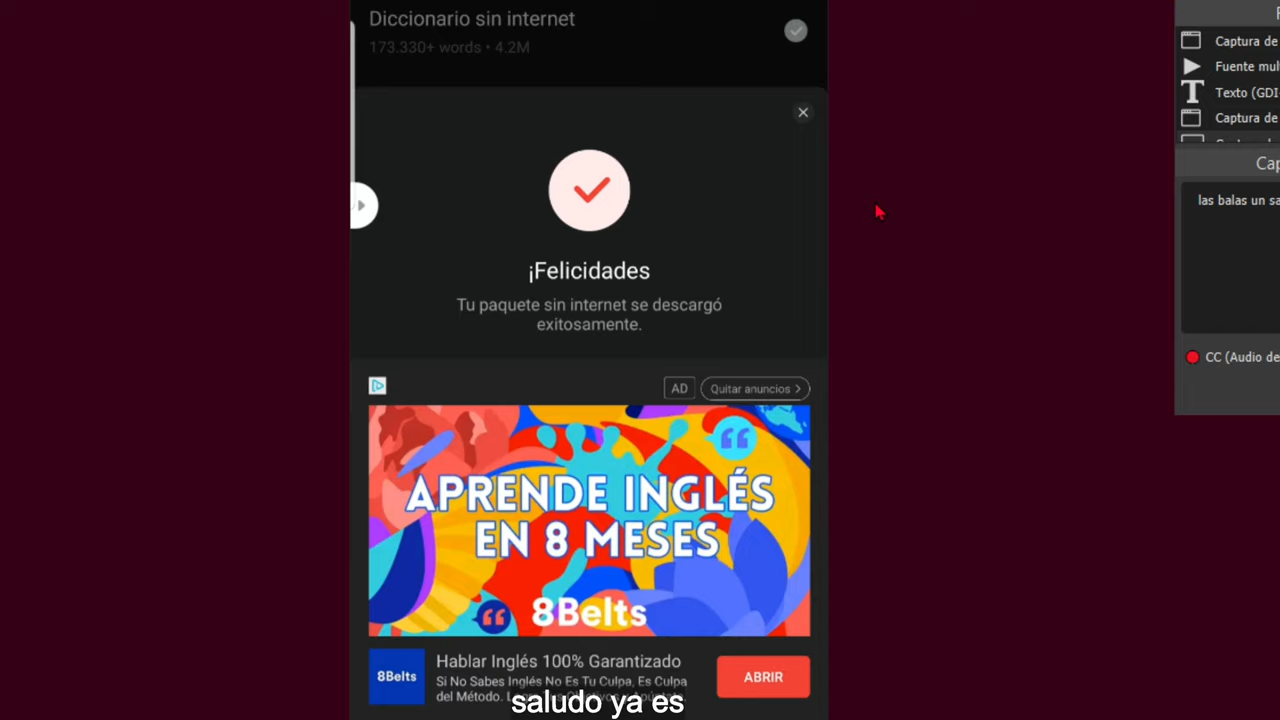 Diccionario sin internet
173.330+ words • 4.2M
¡Felicidades
Tu paquete sin internet se descargó
exitosamente.
AD
Quitar anuncios >
APRENDE INGLÉS
EN 8 MESES
8Belts
8Belts
Hablar Inglés 100% Garantizado
Si No Sabes Inglés No Es Tu Culpa, Es Culpa
del Método.
ABRIR
saludo ya es
Captura de
Fuente mul
T Texto (GDI
Captura de
Cap
las balas un sa
CC (Audio de